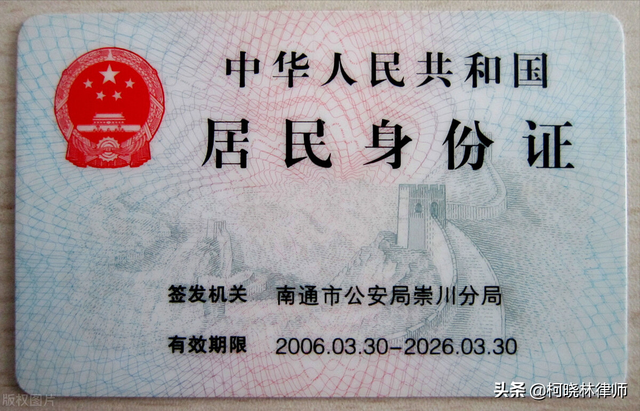 中华人民共和国
居民身份证
签发机关 南通市公安局崇川分局
有效期限 2006.03.30-2026.03.30
版权图片
头条 @柯晓林律师